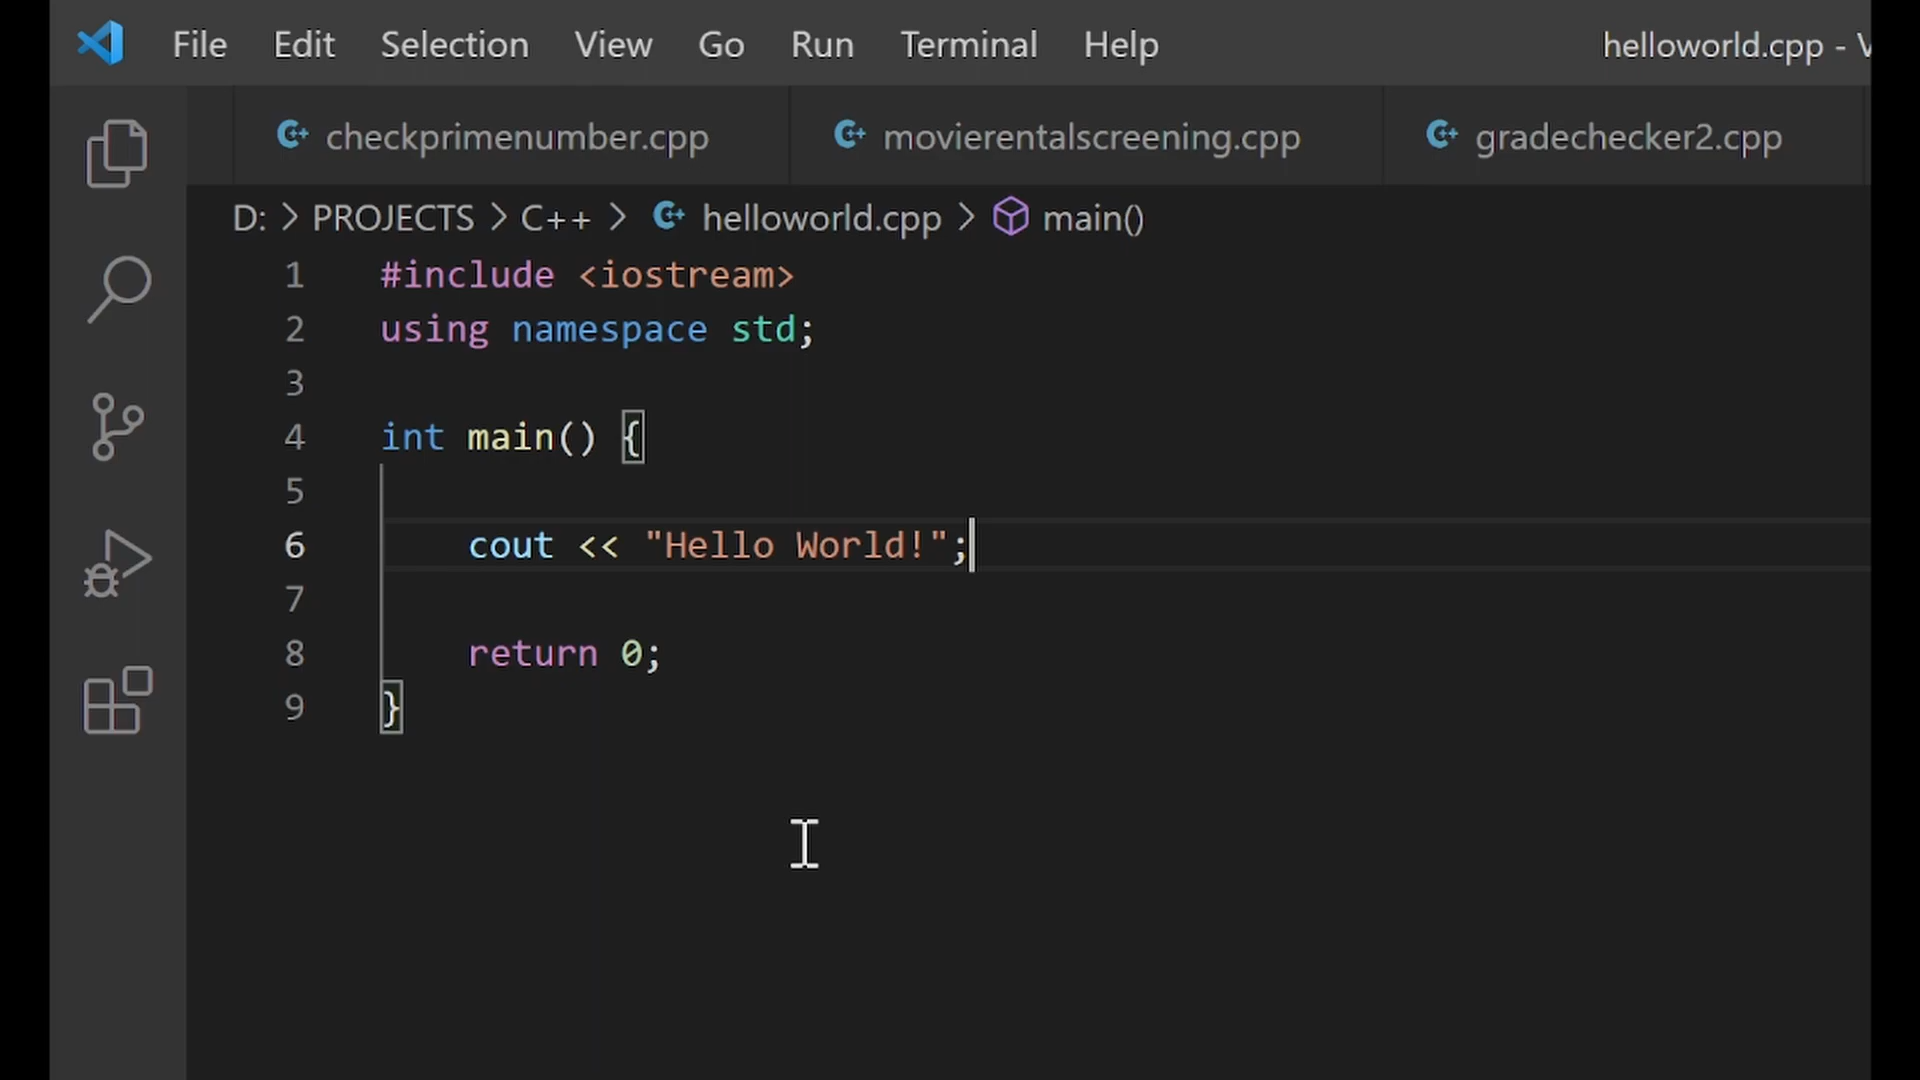 File Edit Selection View Go Run Terminal Help helloworld.cpp -
checkprimenumber.cpp movierentalscreening.cpp gradechecker2.cpp
D: > PROJECTS > C++ > helloworld.cpp > main()
1 #include <iostream>
2 using namespace std;
3
4 int main() {
5
6 cout << "Hello World!";
7
8 return 0;
9 }